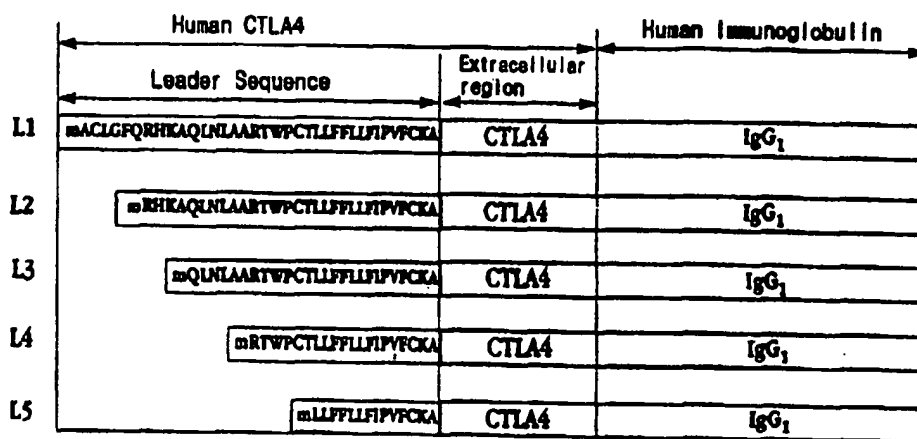 Human CTLA4 Human Immunoglobulin
Leader Sequence Extracellular region
L1 mACLGFQRHKAQLNLAARTWPCTLLFFLLFIPVFCKA CTLA4 IgG1
L2 mRHKAQLNLAARTWPCTLLFFLLFIPVFCKA CTLA4 IgG1
L3 mQLNLAARTWPCTLLFFLLFIPVFCKA CTLA4 IgG1
L4 mRTWPCTLLFFLLFIPVFCKA CTLA4 IgG1
L5 mLLFFLLFIPVFCKA CTLA4 IgG1